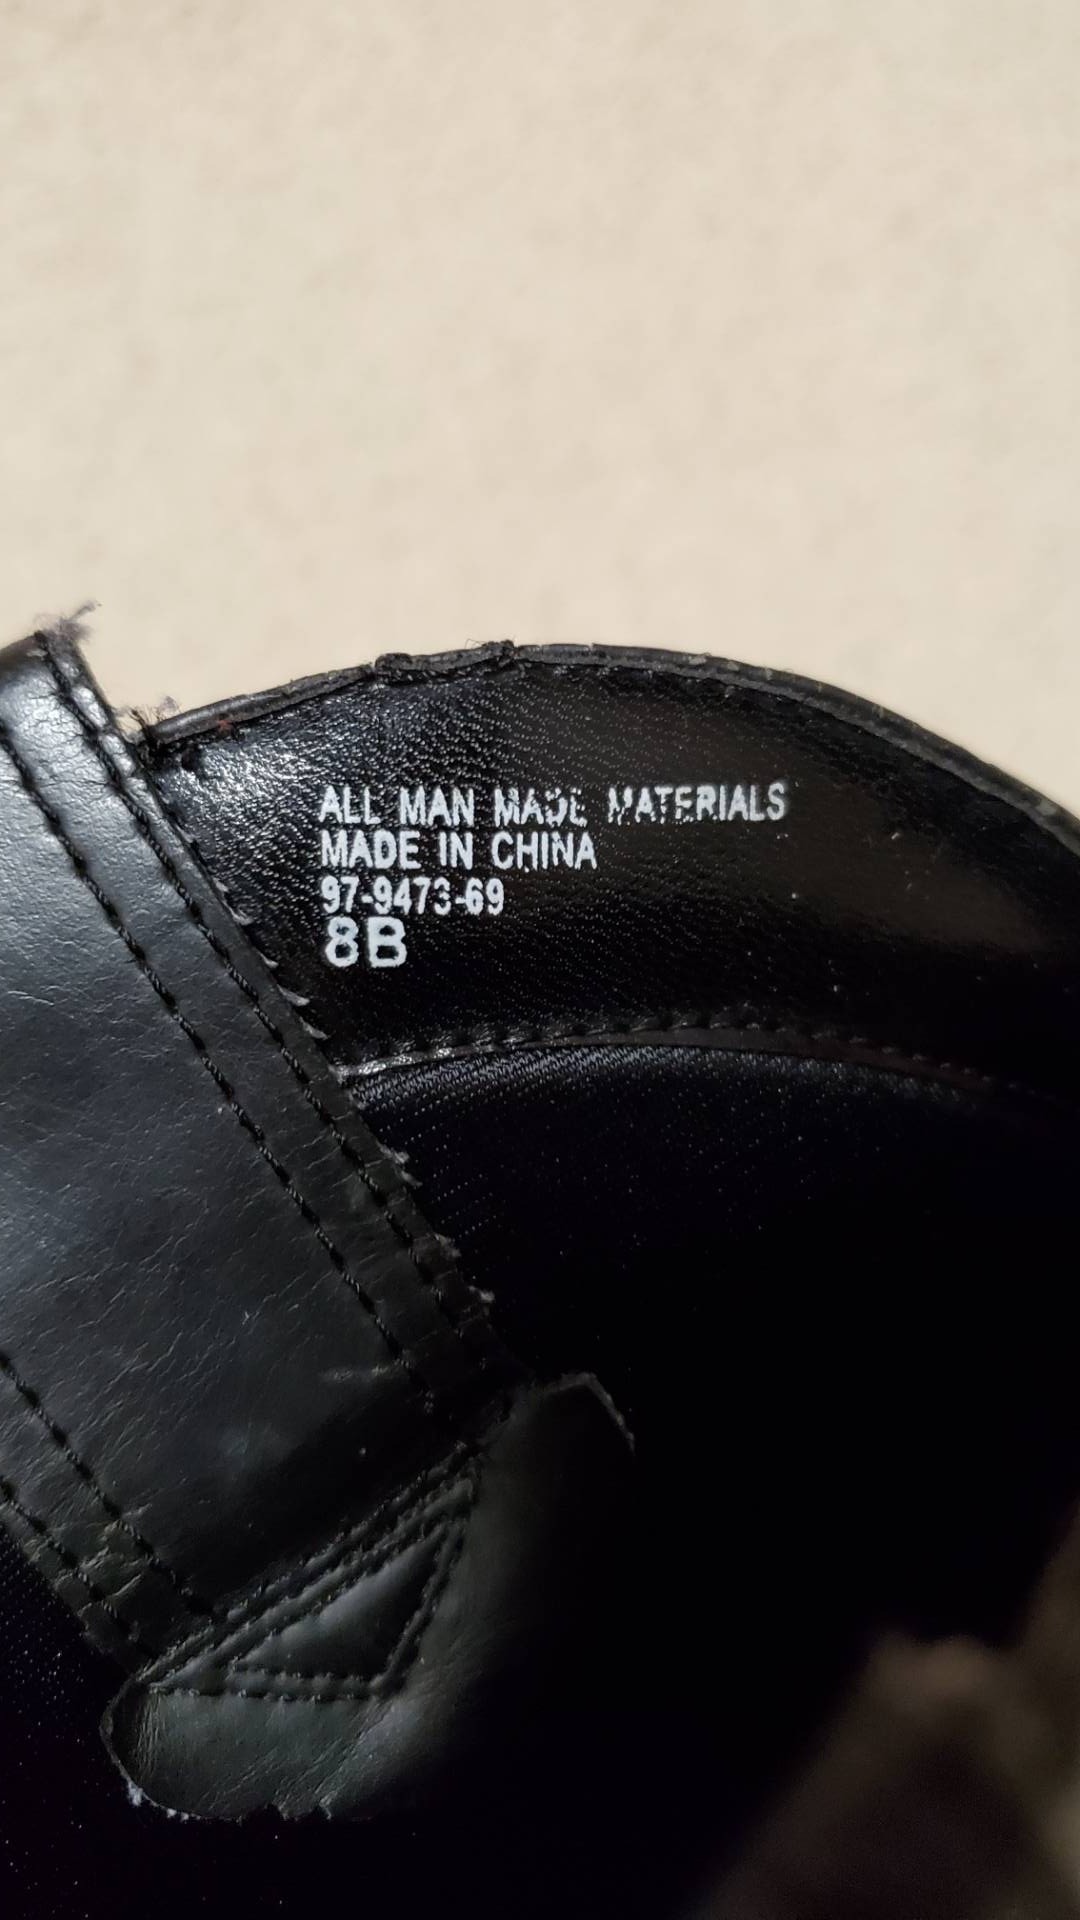 ALL MAN MADE MATERIALS
MADE IN CHINA
97-9473-69
8B